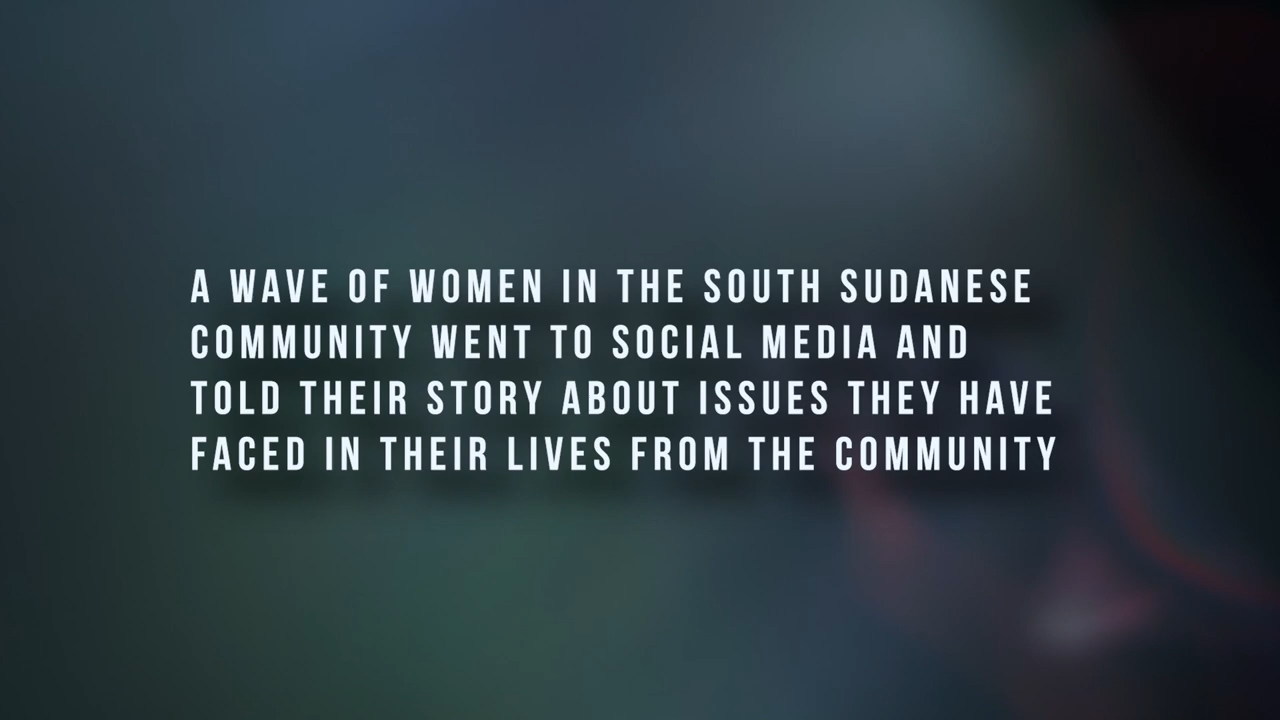 A WAVE OF WOMEN IN THE SOUTH SUDANESE
COMMUNITY WENT TO SOCIAL MEDIA AND
TOLD THEIR STORY ABOUT ISSUES THEY HAVE
FACED IN THEIR LIVES FROM THE COMMUNITY